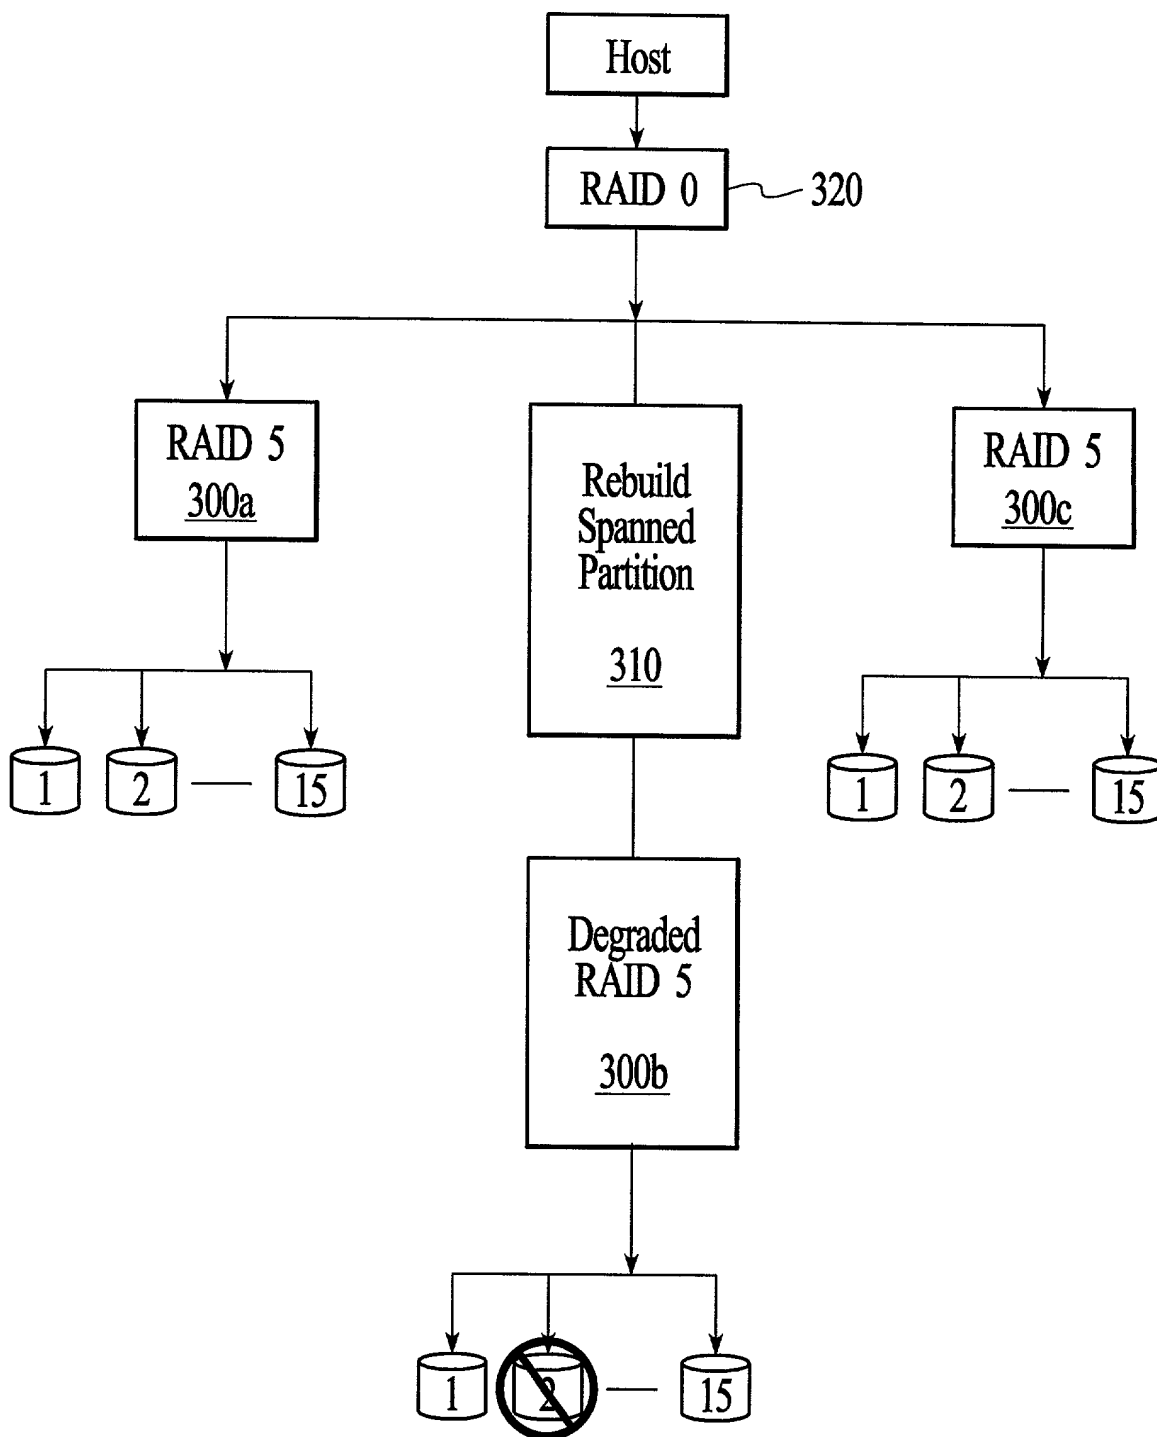 Host
RAID 0
320
RAID 5
300a
Rebuild
Spanned
Partition
310
RAID 5
300c
1
2
15
1
2
15
Degraded
RAID 5
300b
1
2
15